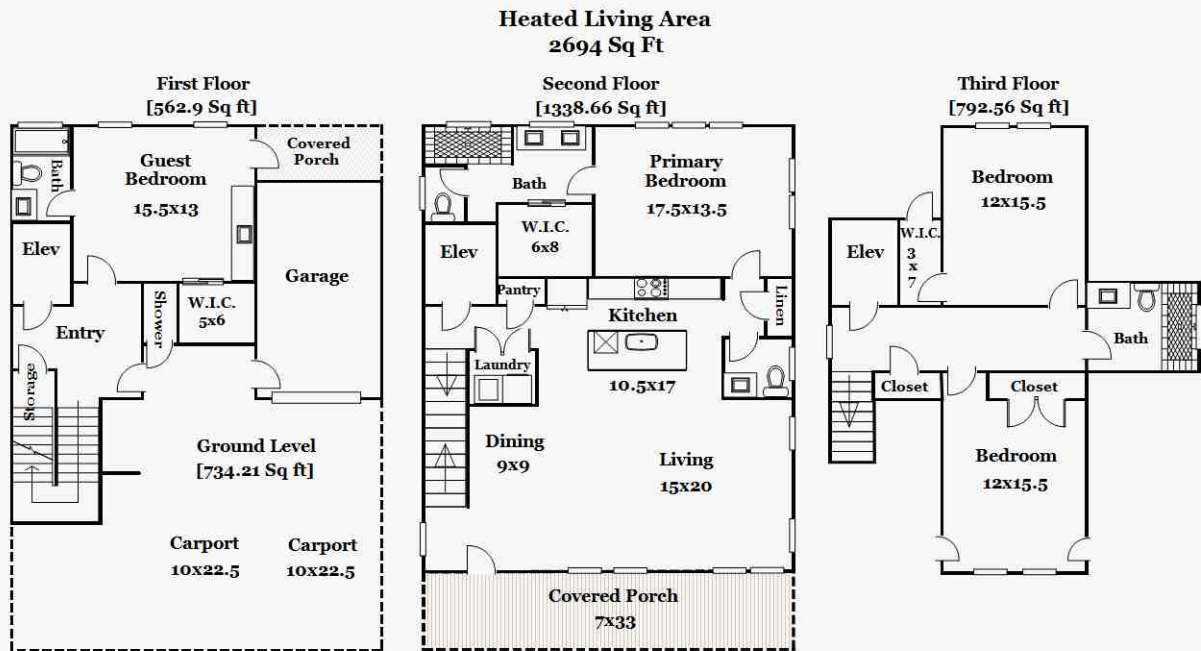 Heated Living Area
2694 Sq Ft
First Floor
[562.9 Sq ft]
Covered
Porch
Guest
Bedroom
15.5x13
Bath
Elev
Garage
W.I.C.
5x6
Shower
Entry
Storage
Ground Level
[734.21 Sq ft]
Carport
10x22.5
Carport
10x22.5
Second Floor
[1338.66 Sq ft]
Primary
Bedroom
17.5x13.5
Bath
W.I.C.
6x8
Elev
Pantry
Linen
Kitchen
Laundry
10.5x17
Dining
9x9
Living
15x20
Covered Porch
7x33
Third Floor
[792.56 Sq ft]
Bedroom
12x15.5
W.I.C.
3x7
Elev
Bath
Closet
Closet
Bedroom
12x15.5